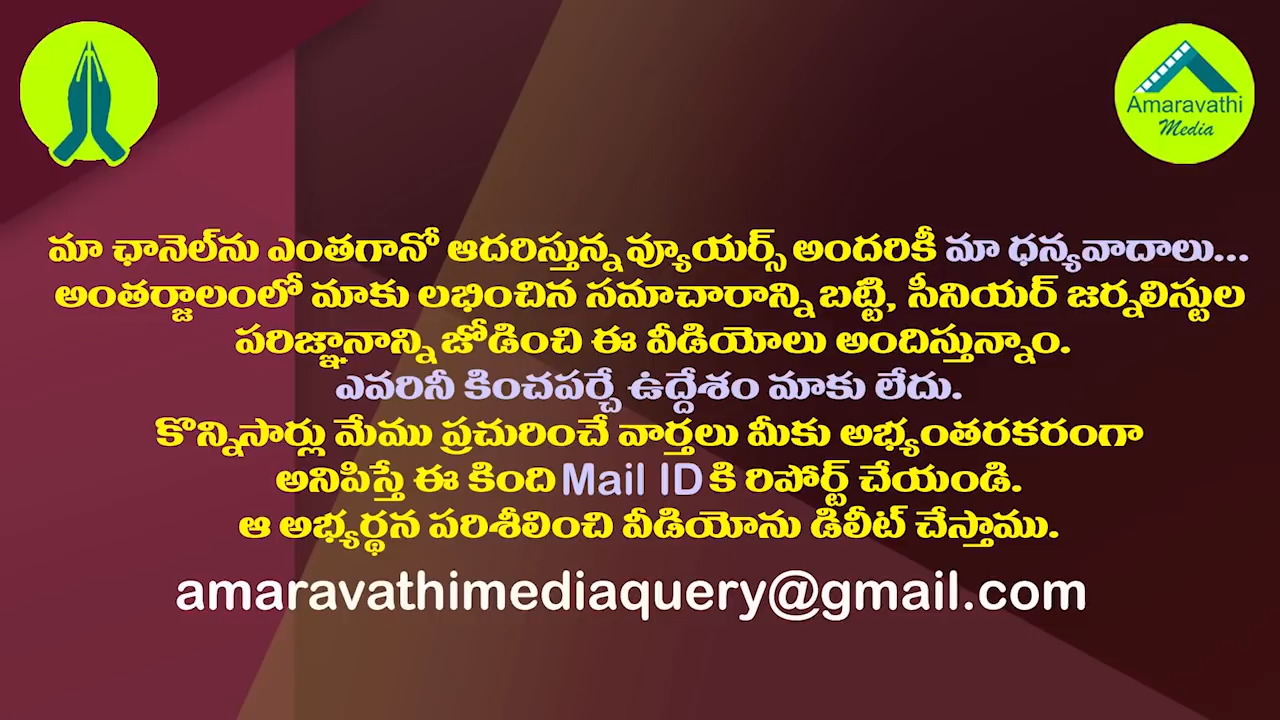 Amaravathi
Media
మా ఛానెల్‌ను ఎంతగానో ఆదరిస్తున్న వ్యూయర్స్ అందరికీ మా ధన్యవాదాలు...
అంతర్జాలంలో మాకు లభించిన సమాచారాన్ని బట్టి, సీనియర్ జర్నలిస్టుల
పరిజ్ఞానాన్ని జోడించి ఈ వీడియోలు అందిస్తున్నాం.
ఎవరినీ కించపర్చే ఉద్దేశం మాకు లేదు.
కొన్నిసార్లు మేము ప్రచురించే వార్తలు మీకు అభ్యంతరకరంగా
అనిపిస్తే ఈ కింది Mail ID కి రిపోర్ట్ చేయండి.
ఆ అభ్యర్థన పరిశీలించి వీడియోను డిలీట్ చేస్తాము.
amaravathimediaquery@gmail.com